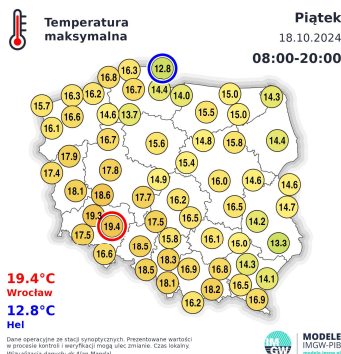 Temperatura
maksymalna
Piątek
18.10.2024
08:00-20:00
16.3 12.8
16.8
16.3 16.2 16.7 14.4 14.0 15.0 14.3
15.7
16.6 14.6 13.7 15.5 15.0
16.1
16.7 15.6 14.8 15.8 14.4
17.9 15.4
17.4 17.8
14.9 16.0 14.6 14.6
18.1 18.6 17.7 16.2
16.5 14.7
19.3 17.5 16.5 14.2
19.4
17.5 15.8 16.1 15.0 13.3
18.5
16.6 18.3 14.3
18.5 16.9 16.8
18.1 14.1
18.2 16.5
16.2 16.9
19.4°C
Wrocław
12.8°C
Hel
Dane operacyjne ze stacji synoptycznych. Prezentowane wartości
w procesie kontroli i weryfikacji mogą ulec zmianie. Czas lokalny.
IMGW
MODELE
IMGW-PIB